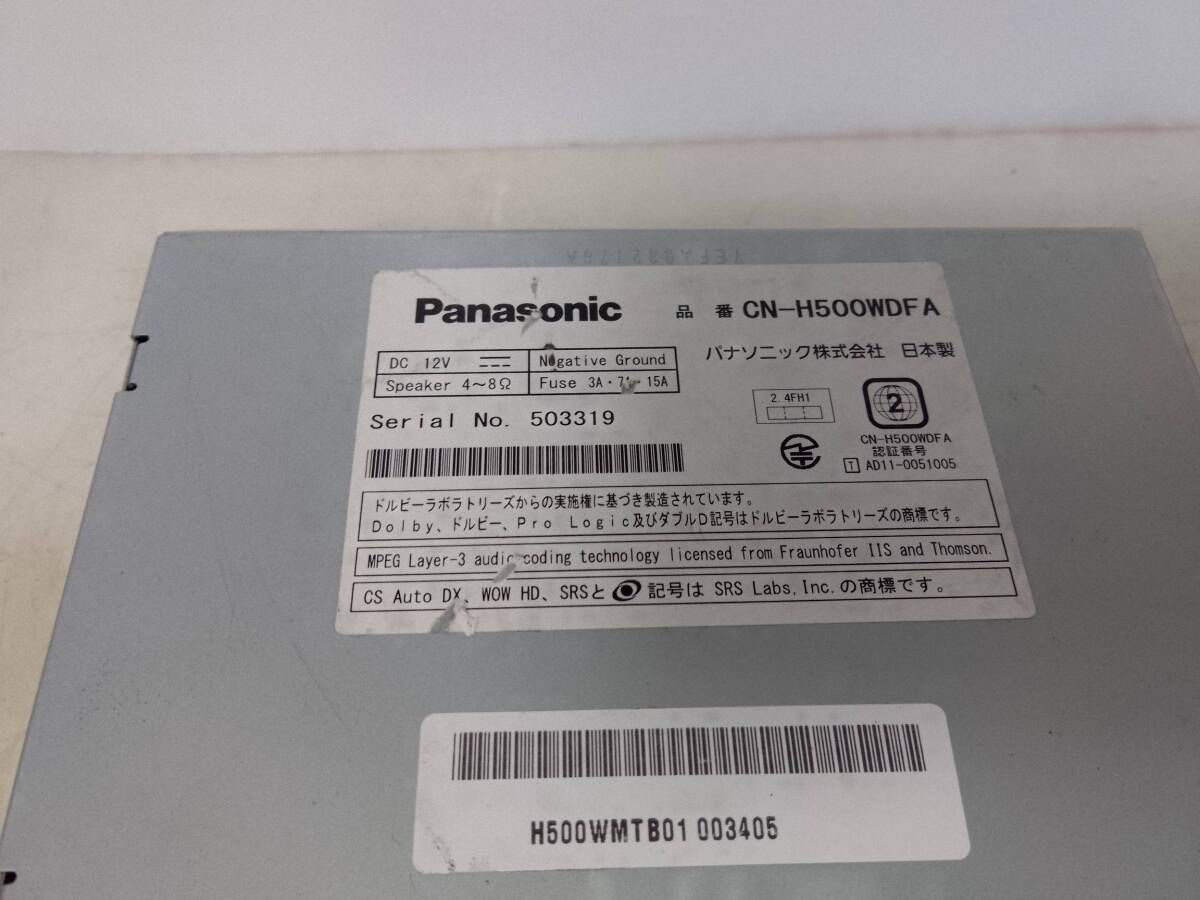 Panasonic 品番 CN-H500WDFA
パナソニック株式会社 日本製
DC 12V Negative Ground
Speaker 4～8Ω Fuse 3A・7A・15A
Serial No. 503319
2.4FH1
2
CN-H500WDFA
認証番号
T AD11-0051005
ドルビーラボラトリーズからの実施権に基づき製造されています。
Dolby、ドルビー、Pro Logic及びダブルD記号はドルビーラボラトリーズの商標です。
MPEG Layer-3 audio coding technology licensed from Fraunhofer IIS and Thomson.
CS Auto DX、WOW HD、SRSと 記号は SRS Labs, Inc.の商標です。
H500WMTB01 003405